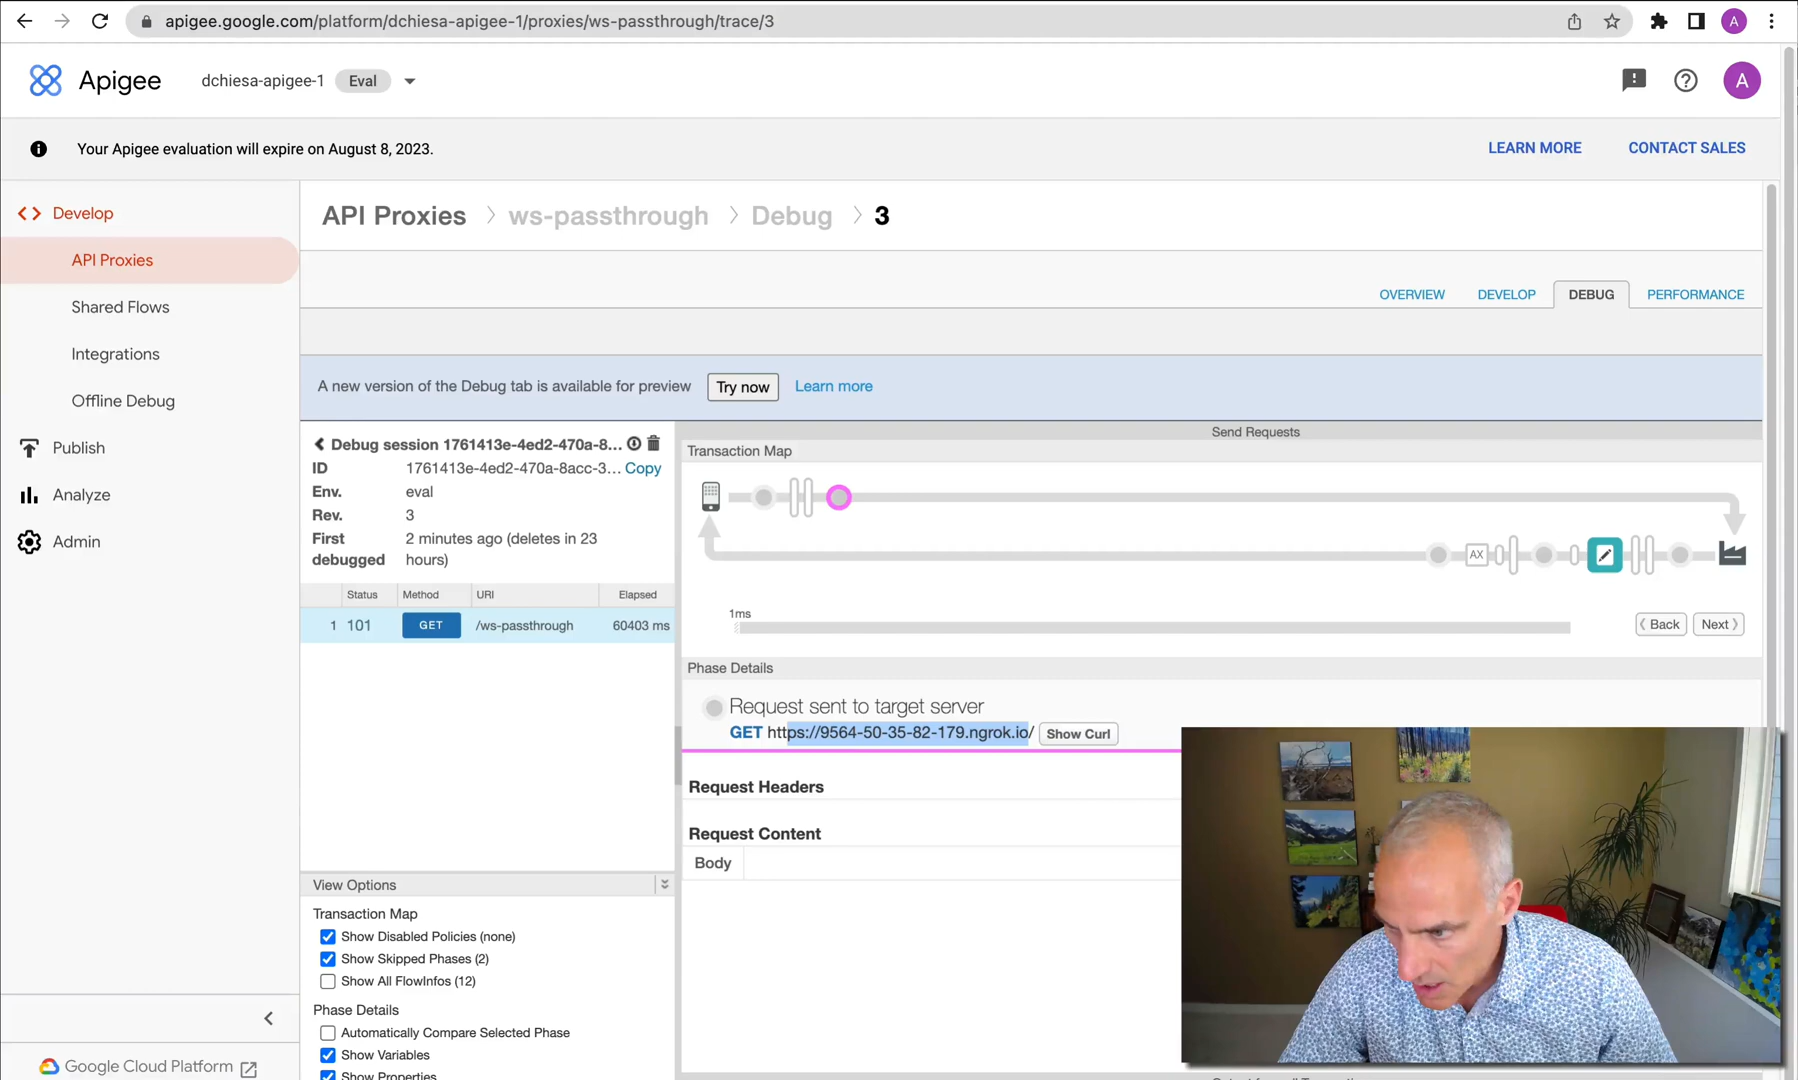 apigee.google.com/platform/dchiesa-apigee-1/proxies/ws-passthrough/trace/3
A
Apigee
dchiesa-apigee-1
Eval
A
Your Apigee evaluation will expire on August 8, 2023.
LEARN MORE
CONTACT SALES
Develop
API Proxies
Shared Flows
Integrations
Offline Debug
Publish
Analyze
Admin
Google Cloud Platform
API Proxies > ws-passthrough > Debug > 3
OVERVIEW
DEVELOP
DEBUG
PERFORMANCE
A new version of the Debug tab is available for preview
Try now
Learn more
Debug session 1761413e-4ed2-470a-8...
ID 1761413e-4ed2-470a-8acc-3... Copy
Env. eval
Rev. 3
First debugged 2 minutes ago (deletes in 23 hours)
Status Method URI Elapsed
1 101 GET /ws-passthrough 60403 ms
View Options
Transaction Map
Show Disabled Policies (none)
Show Skipped Phases (2)
Show All FlowInfos (12)
Phase Details
Automatically Compare Selected Phase
Show Variables
Show Properties
Send Requests
Transaction Map
AX
1ms
Back
Next
Phase Details
Request sent to target server
GET https://9564-50-35-82-179.ngrok.io/ Show Curl
Request Headers
Request Content
Body